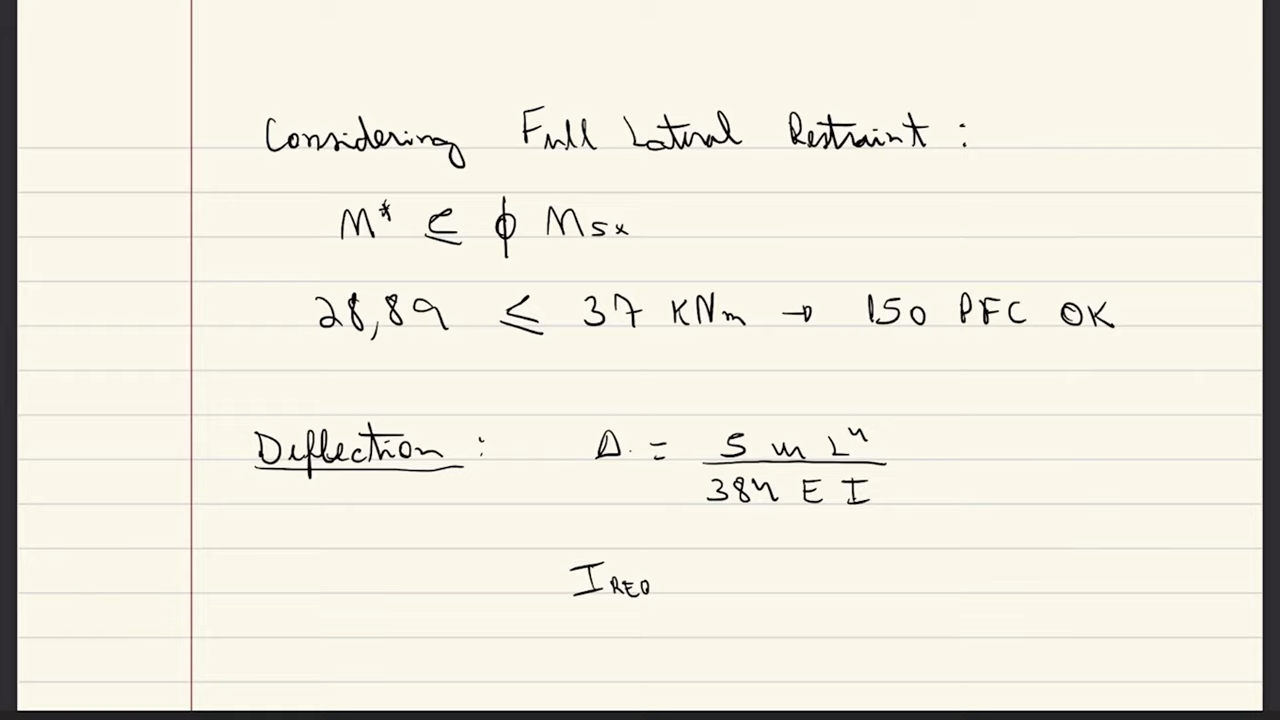 Considering Full Lateral Restraint :
M* ≤ ϕ Msx
28,89 ≤ 37 KNm → 150 PFC OK
Deflection : Δ = 5 w L⁴
384 E I
I REQ